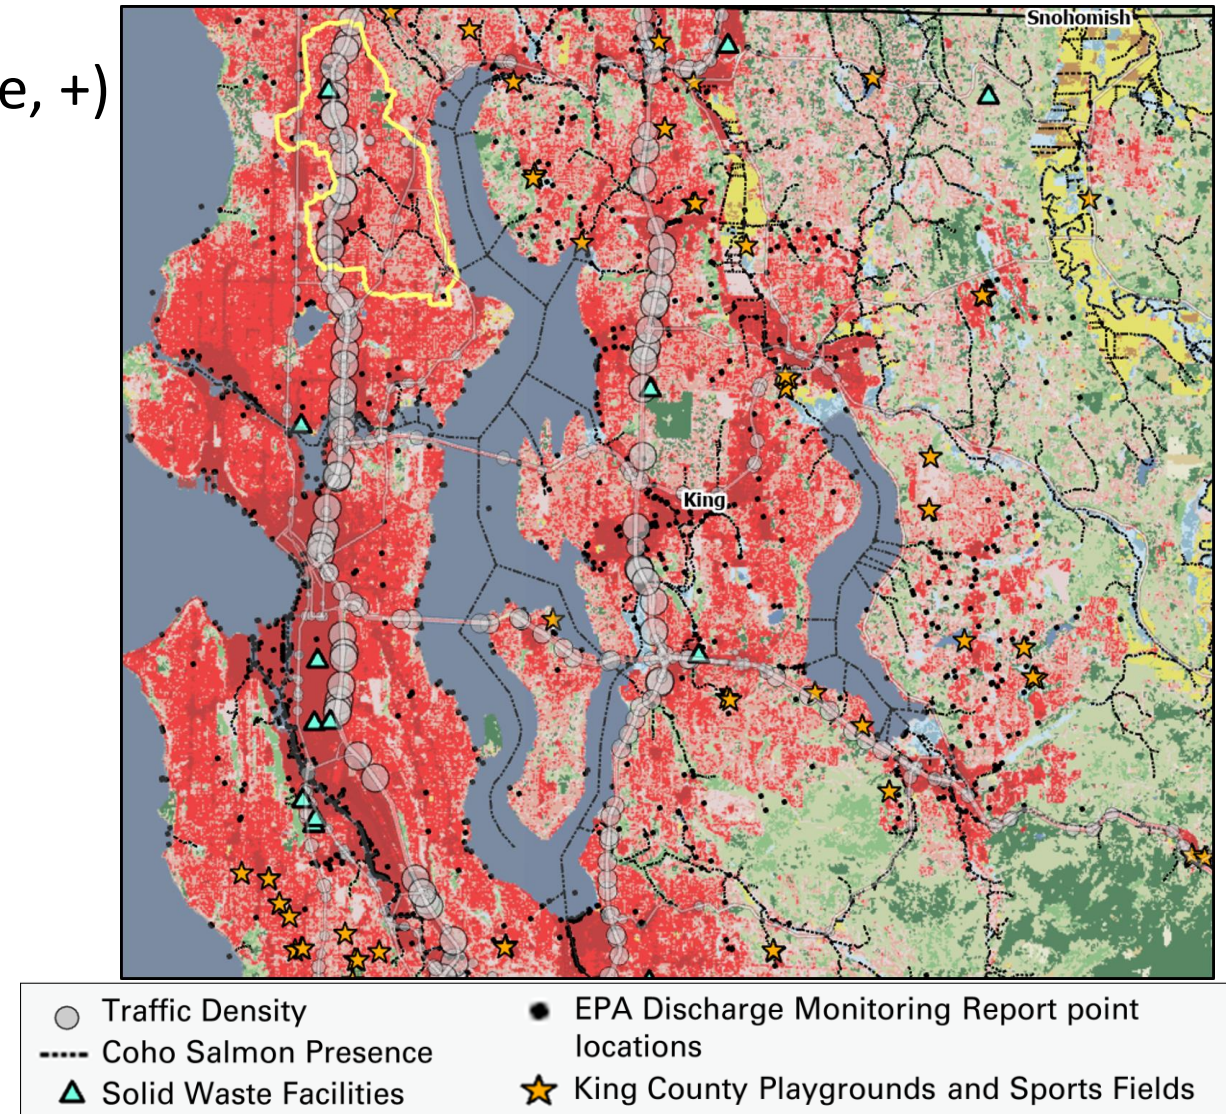 Snohomish
e, +)
King
Traffic Density
Coho Salmon Presence
Solid Waste Facilities
EPA Discharge Monitoring Report point
locations
King County Playgrounds and Sports Fields